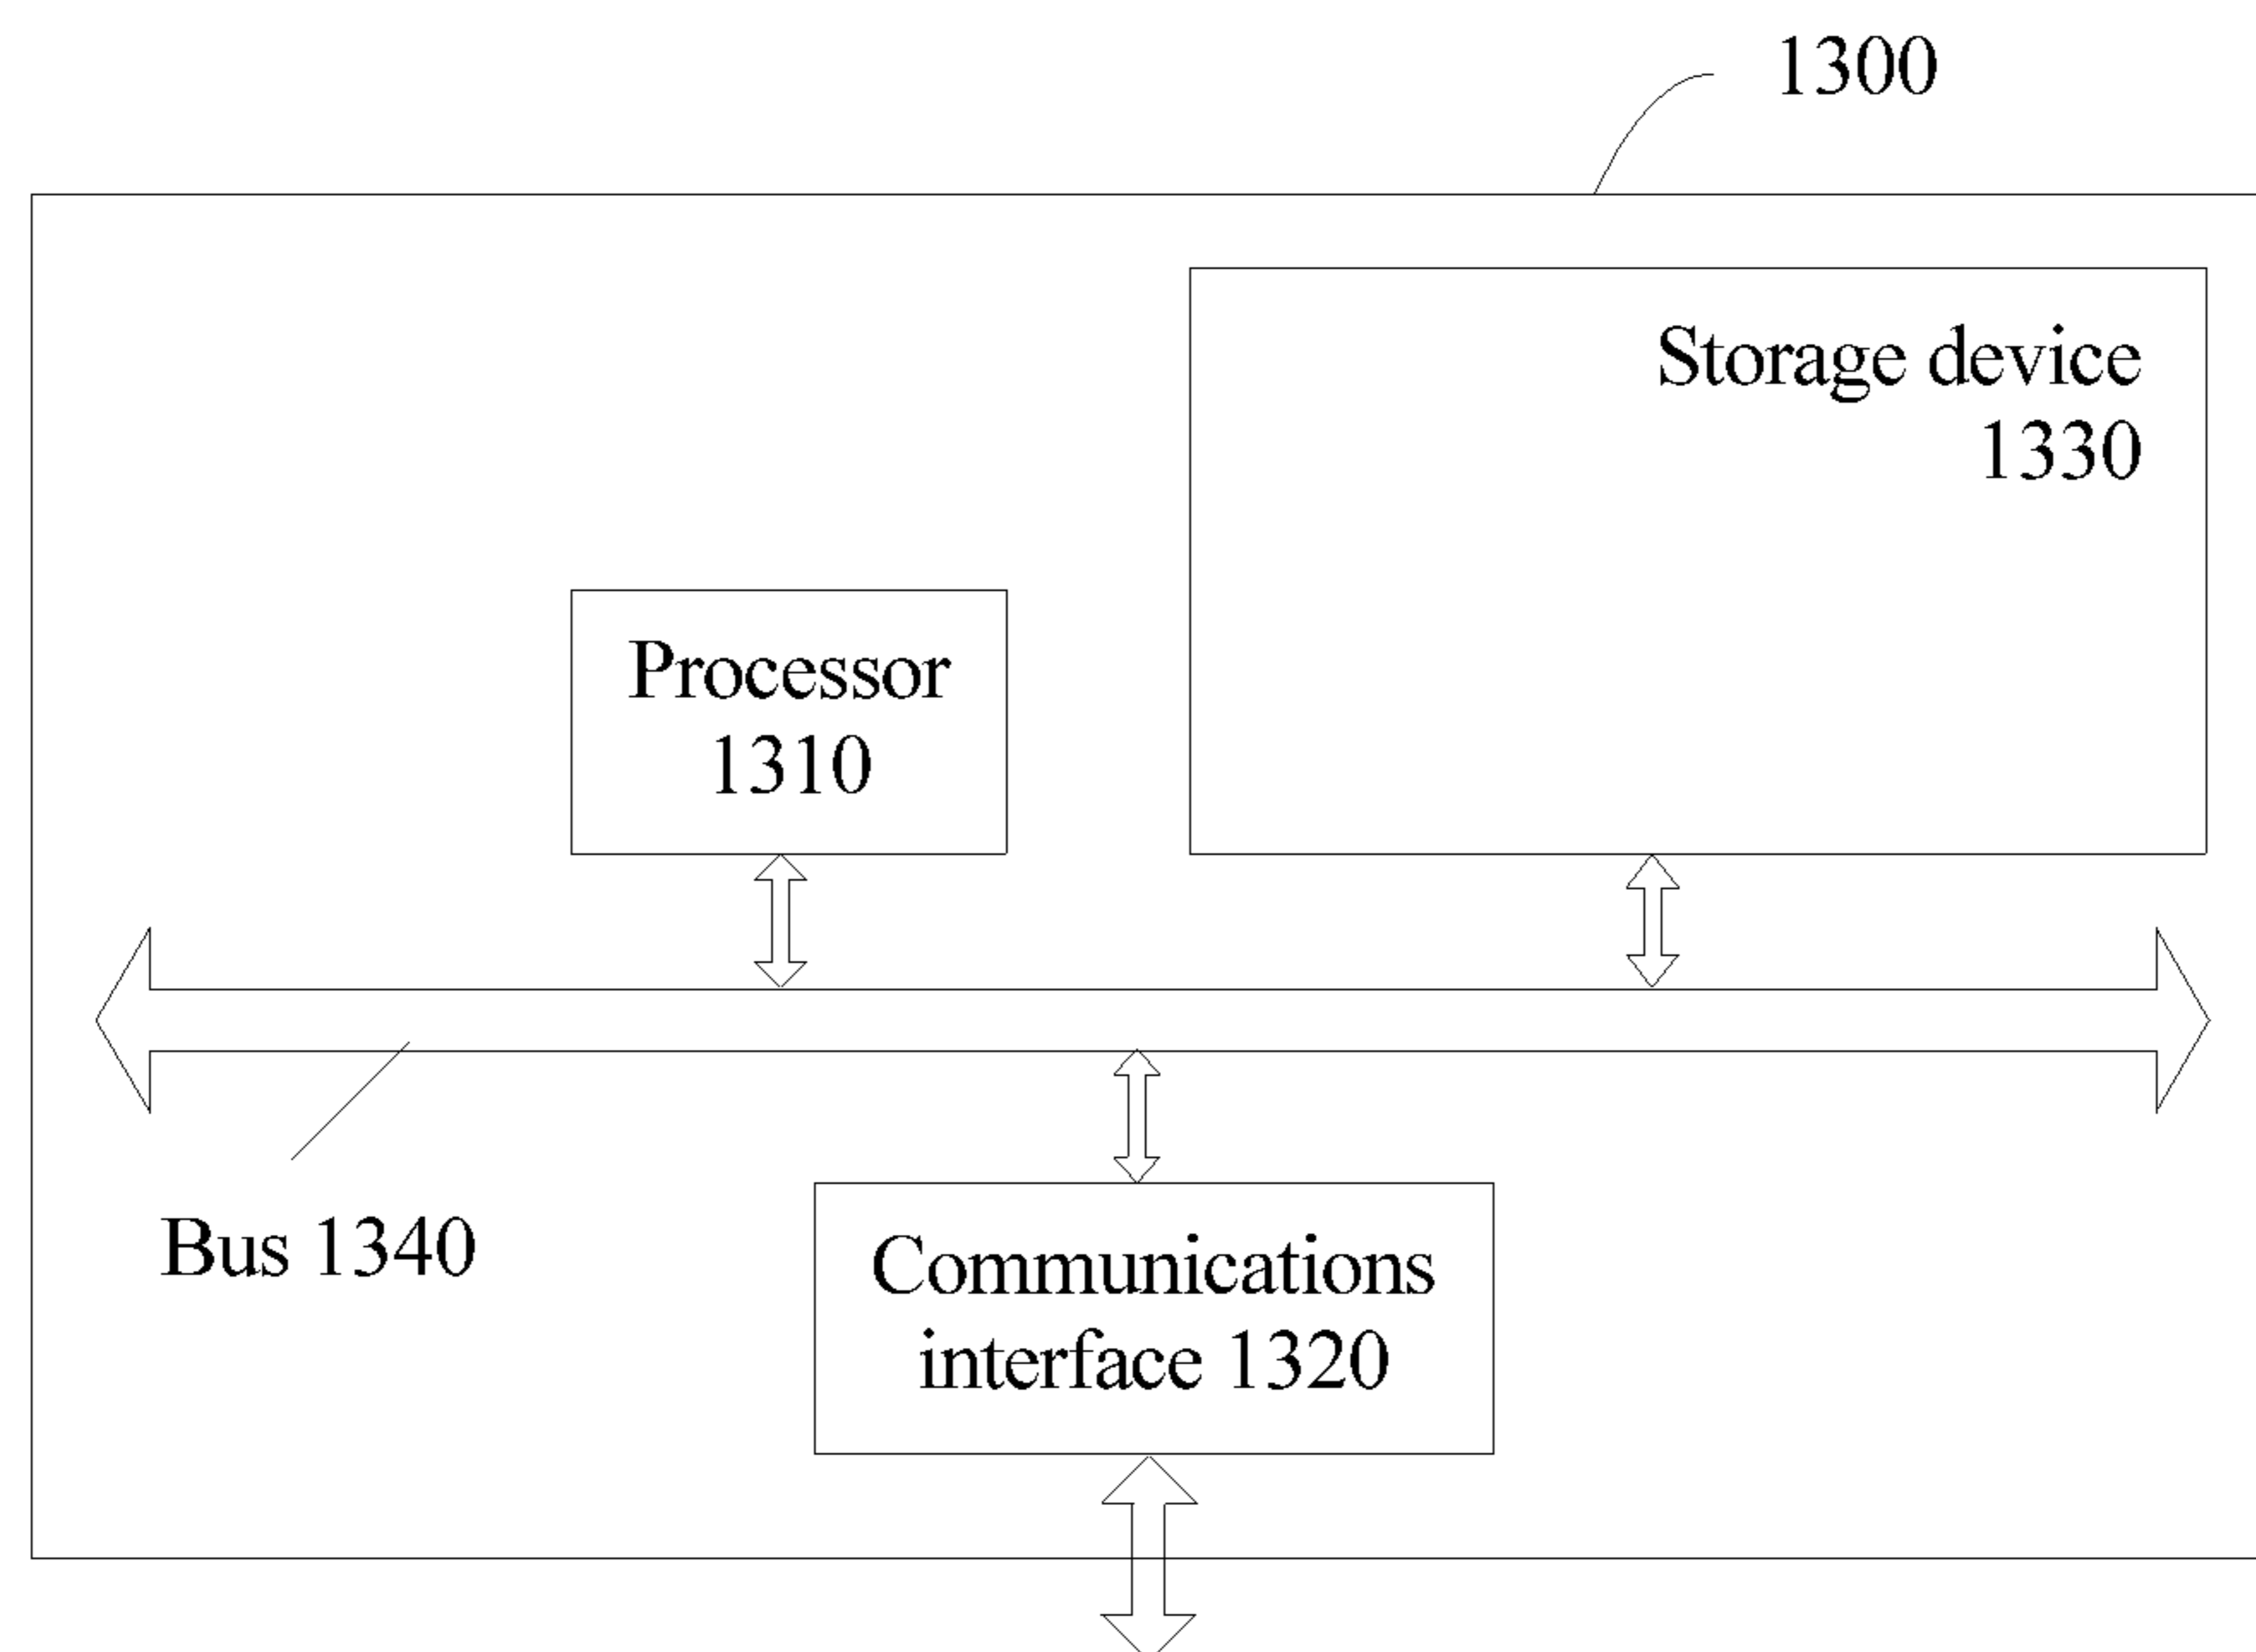 1300
Storage device
1330
Processor
1310
Bus 1340
Communications
interface 1320